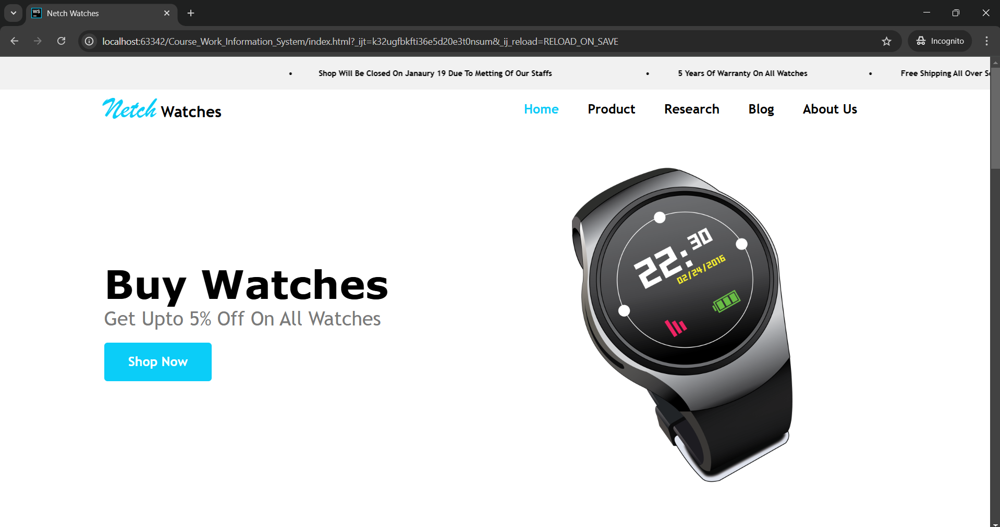 WS
Netch Watches
localhost:63342/Course_Work_Information_System/index.html?_ijt=k32ugfbkfti36e5d20e3t0nsum&_ij_reload=RELOAD_ON_SAVE
Incognito
• Shop Will Be Closed On Janaury 19 Due To Metting Of Our Staffs • 5 Years Of Warranty On All Watches • Free Shipping All Over
Netch Watches
Home Product Research Blog About Us
22:30
02/24/2016
Buy Watches
Get Upto 5% Off On All Watches
Shop Now